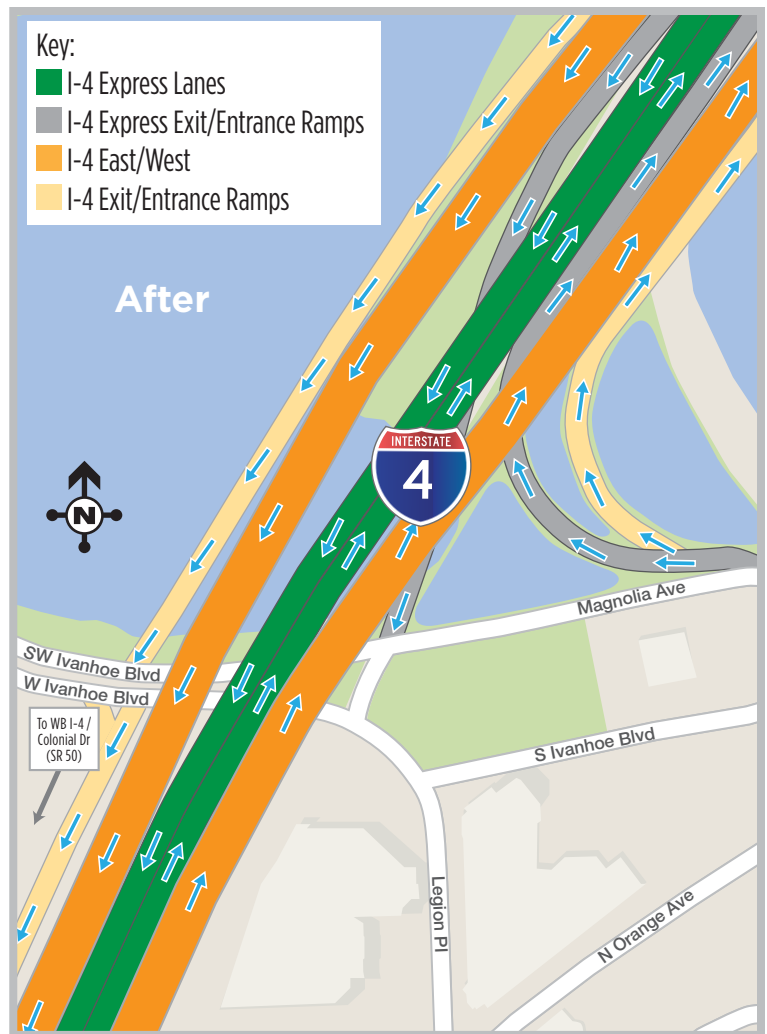 Key:
I-4 Express Lanes
I-4 Express Exit/Entrance Ramps
I-4 East/West
I-4 Exit/Entrance Ramps
After
INTERSTATE
4
N
Magnolia Ave
SW Ivanhoe Blvd
W Ivanhoe Blvd
To WB I-4 /
Colonial Dr
(SR 50)
S Ivanhoe Blvd
Legion Pl
N Orange Ave